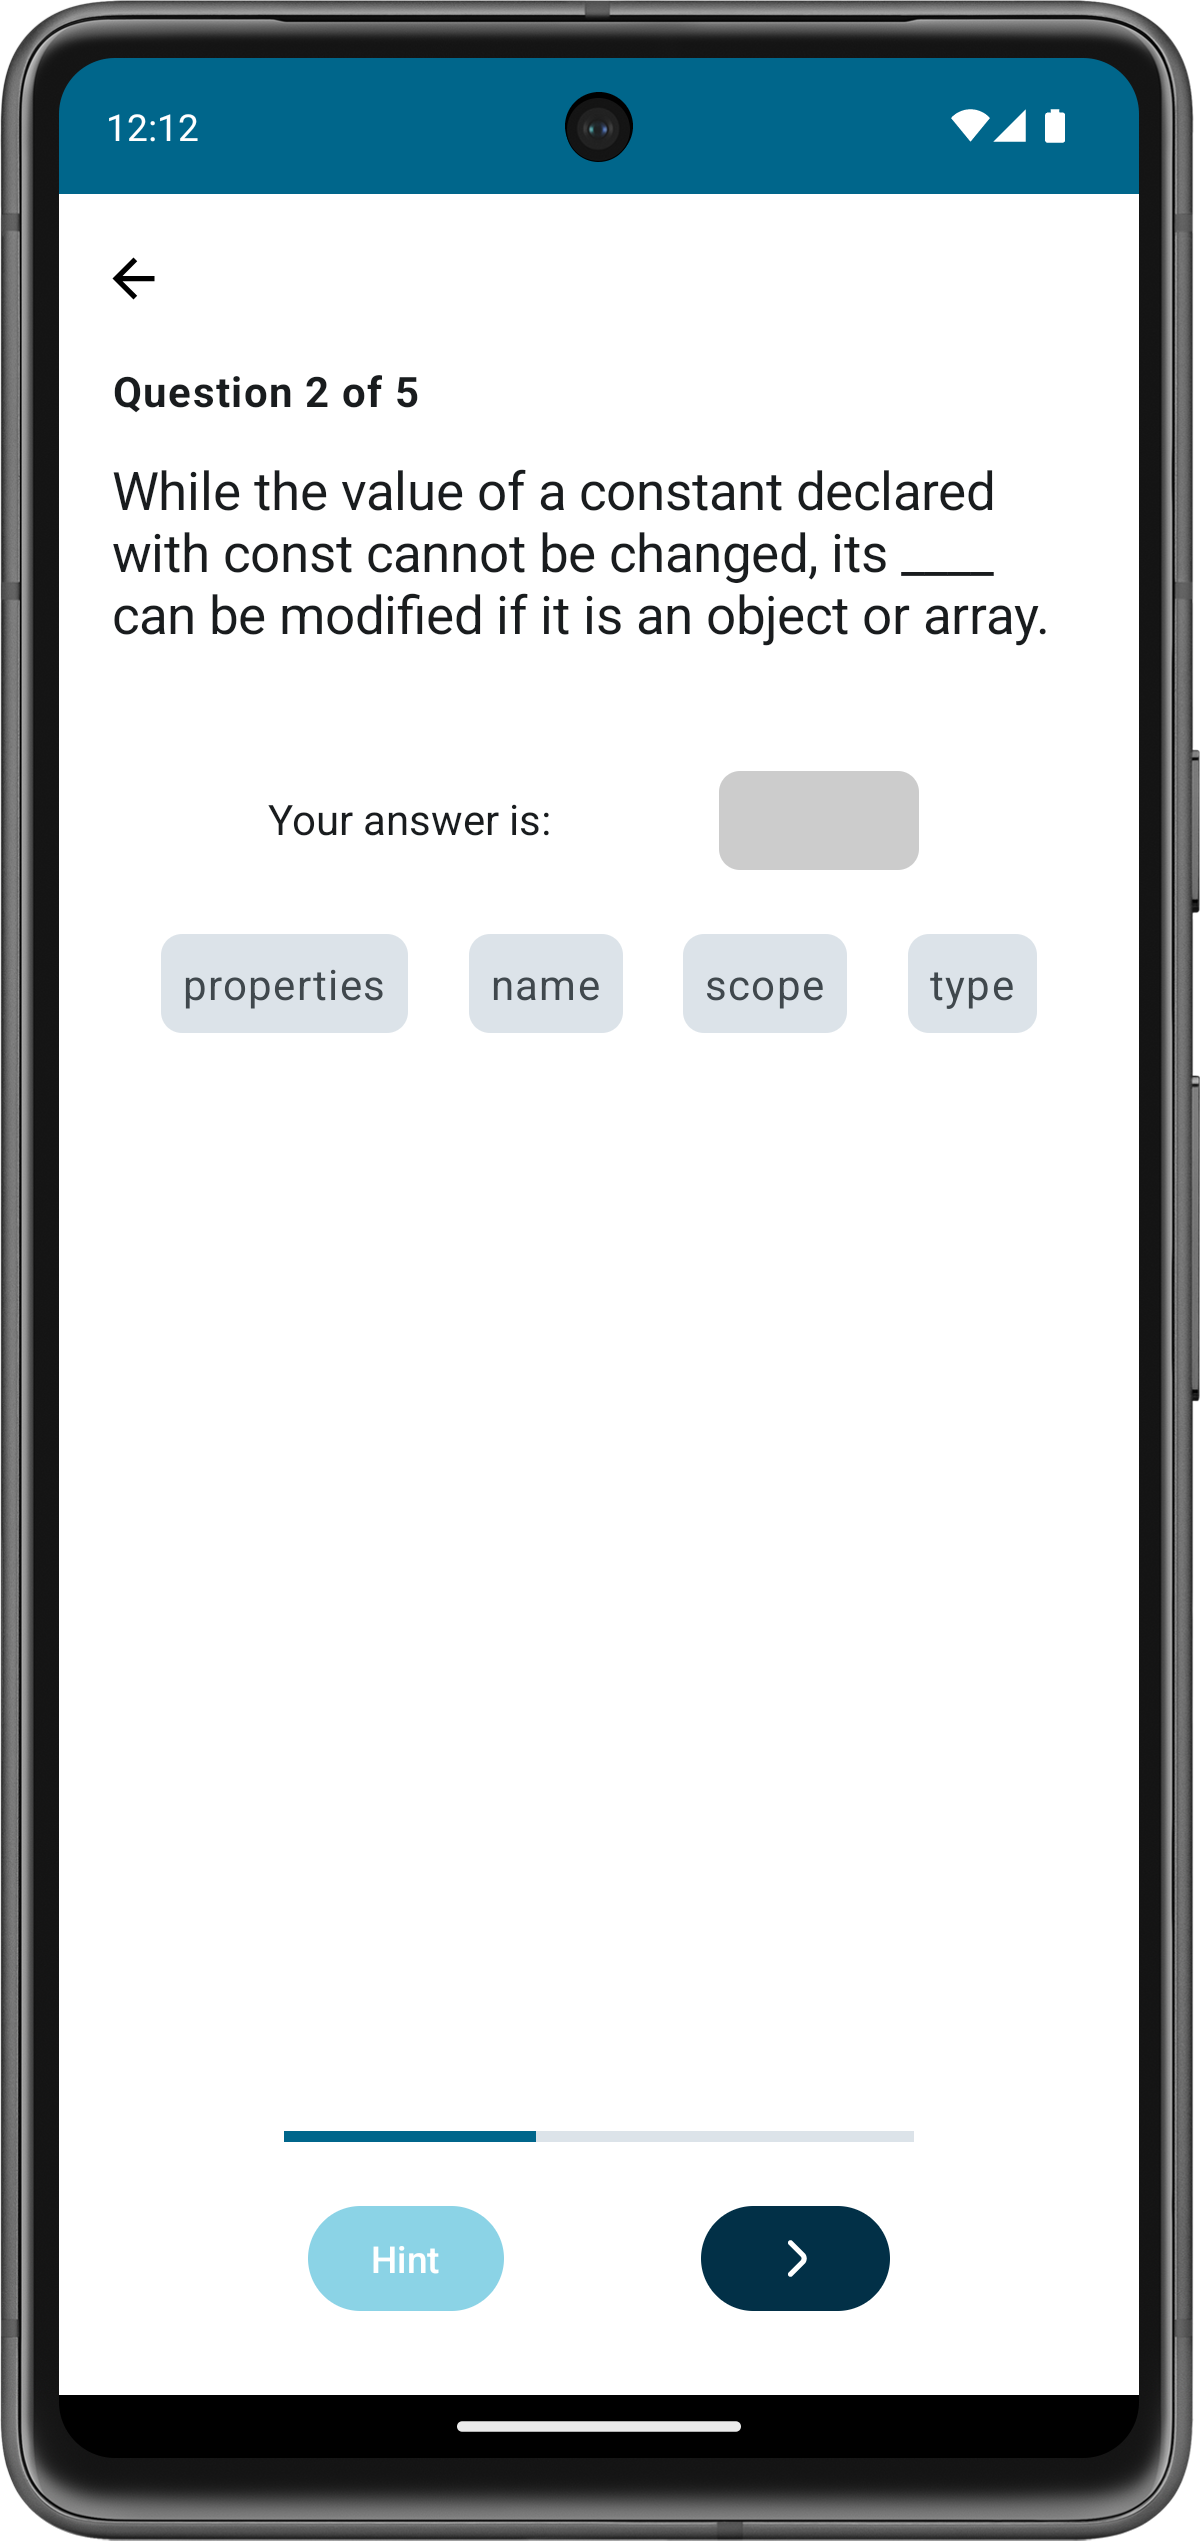 12:12
Question 2 of 5
While the value of a constant declared
with const cannot be changed, its ____
can be modified if it is an object or array.
Your answer is:
properties name scope type
Hint